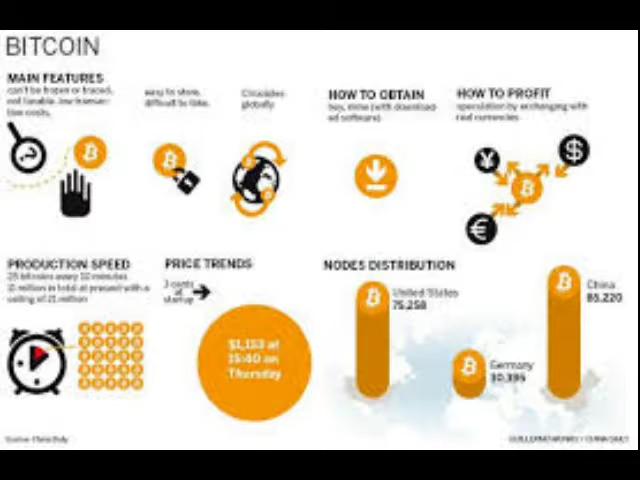 BITCOIN
MAIN FEATURES
can't be frozen or traced,
not taxable, low transac-
tion costs,
easy to store,
difficult to fake,
Circulates
globally
HOW TO OBTAIN
buy, mine (with download-
ed software)
HOW TO PROFIT
speculation by exchanging with
real currencies
PRODUCTION SPEED
25 bitcoins every 10 minutes
in total at present with a
ceiling of 21 million
PRICE TRENDS
3 cents
at
startup
$1,153 at
15:40 on
Thursday
NODES DISTRIBUTION
United States
75,258
Germany
30,395
China
85,220
Source: China Daily
/ CHINA DAILY